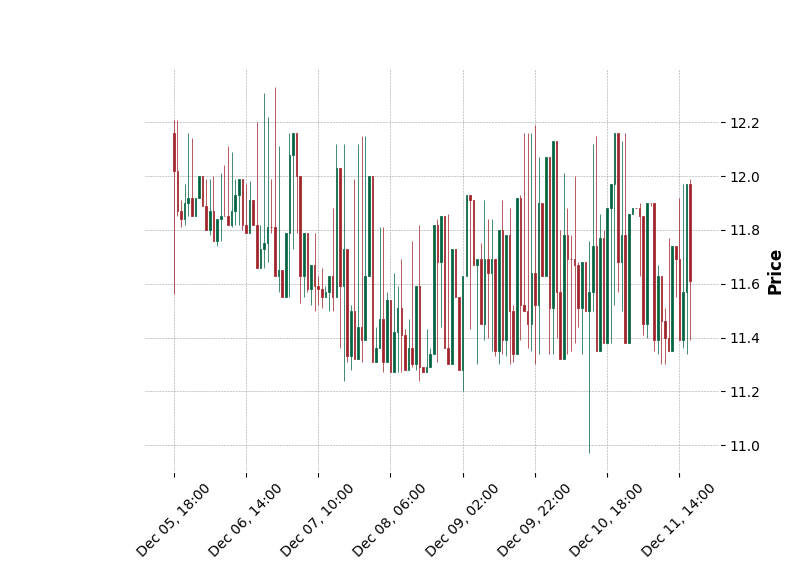 12.2
12.0
11.8
11.6
11.4
11.2
11.0
Price
Dec 05, 18:00
Dec 06, 14:00
Dec 07, 10:00
Dec 08, 06:00
Dec 09, 02:00
Dec 09, 22:00
Dec 10, 18:00
Dec 11, 14:00